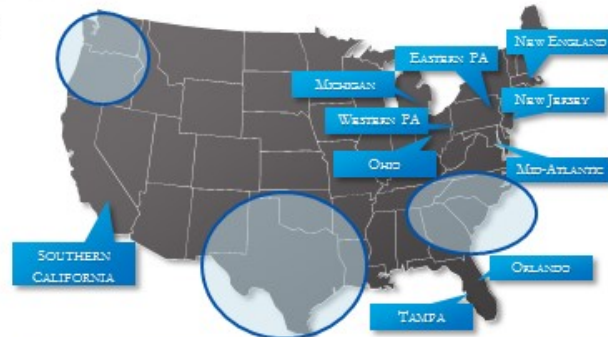 New England
Eastern PA
Michigan
New Jersey
Western PA
Ohio
Mid-Atlantic
Southern
California
Orlando
Tampa